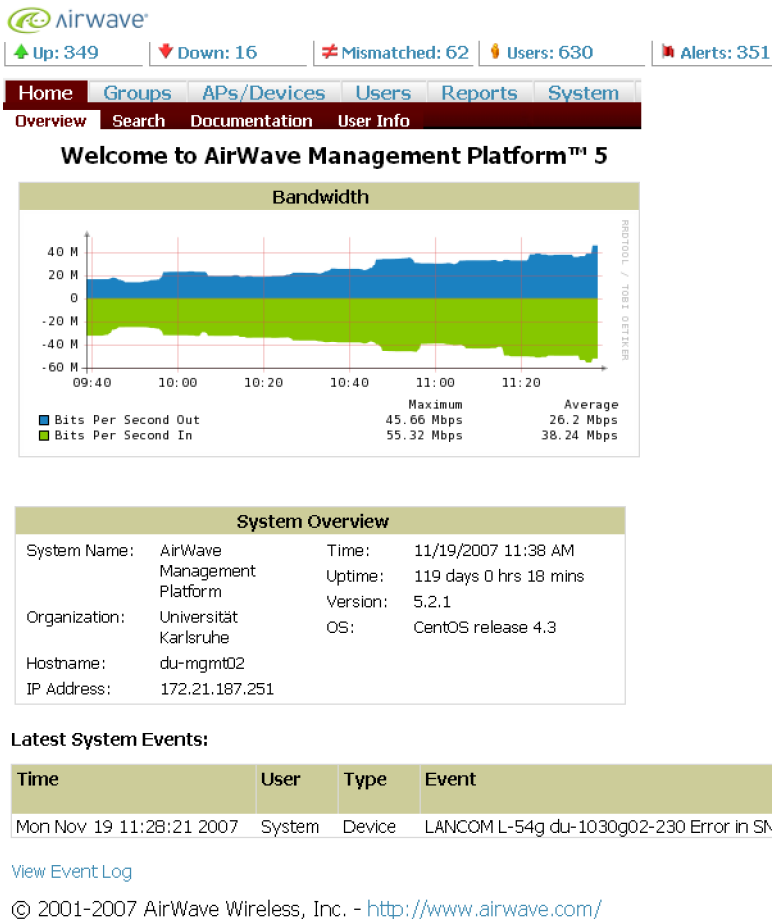 AirWave
Up: 349 Down: 16 Mismatched: 62 Users: 630 Alerts: 351
Home Groups APs/Devices Users Reports System
Overview Search Documentation User Info
Welcome to AirWave Management Platform™ 5
Bandwidth
40 M
20 M
0
-20 M
-40 M
-60 M
09:40 10:00 10:20 10:40 11:00 11:20
RRDTOOL / TOBI OETIKER
Maximum Average
Bits Per Second Out 45.66 Mbps 26.2 Mbps
Bits Per Second In 55.32 Mbps 38.24 Mbps
System Overview
System Name: AirWave Management Platform
Organization: Universität Karlsruhe
Hostname: du-mgmt02
IP Address: 172.21.187.251
Time: 11/19/2007 11:38 AM
Uptime: 119 days 0 hrs 18 mins
Version: 5.2.1
OS: CentOS release 4.3
Latest System Events:
Time User Type Event
Mon Nov 19 11:28:21 2007 System Device LANCOM L-54g du-1030g02-230 Error in
View Event Log
© 2001-2007 AirWave Wireless, Inc. - http://www.airwave.com/